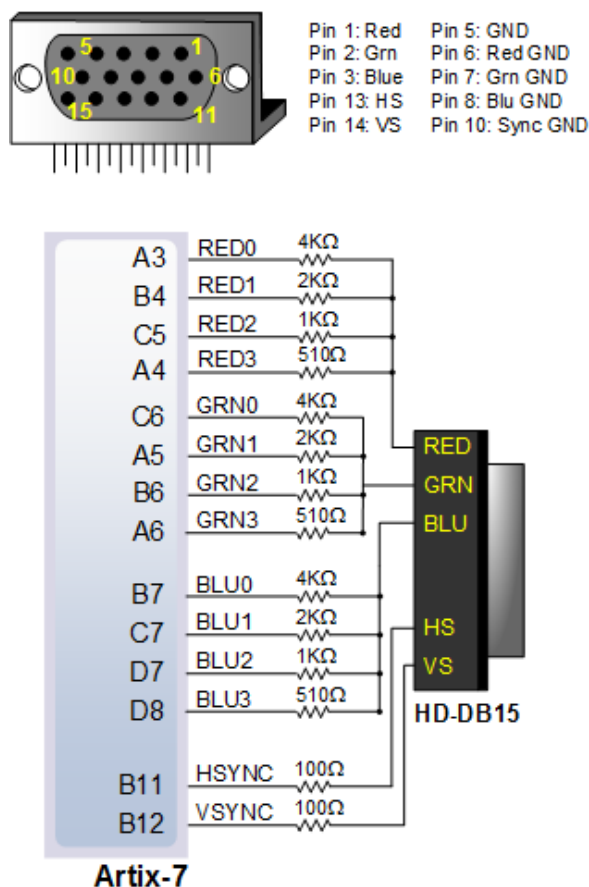 5 1
10 6
15 11
Pin 1: Red Pin 5: GND
Pin 2: Grn Pin 6: Red GND
Pin 3: Blue Pin 7: Grn GND
Pin 13: HS Pin 8: Blu GND
Pin 14: VS Pin 10: Sync GND
A3 RED0 4KΩ
B4 RED1 2KΩ
C5 RED2 1KΩ
A4 RED3 510Ω
C6 GRN0 4KΩ
A5 GRN1 2KΩ
B6 GRN2 1KΩ
A6 GRN3 510Ω
B7 BLU0 4KΩ
C7 BLU1 2KΩ
D7 BLU2 1KΩ
D8 BLU3 510Ω
B11 HSYNC 100Ω
B12 VSYNC 100Ω
Artix-7
RED
GRN
BLU
HS
VS
HD-DB15